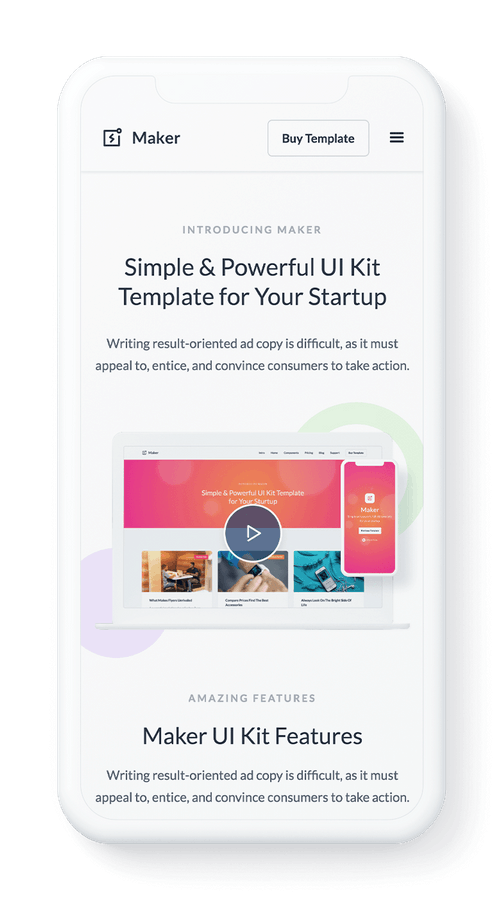 Maker
Buy Template
INTRODUCING MAKER
Simple & Powerful UI Kit
Template for Your Startup
Writing result-oriented ad copy is difficult, as it must
appeal to, entice, and convince consumers to take action.
Maker
Simple & Powerful UI Kit Template
for Your Startup
Maker
What Makes Flyers Unrivaled
Compare Prices Find The Best
Accessories
Always Look On The Bright Side Of
Life
AMAZING FEATURES
Maker UI Kit Features
Writing result-oriented ad copy is difficult, as it must
appeal to, entice, and convince consumers to take action.